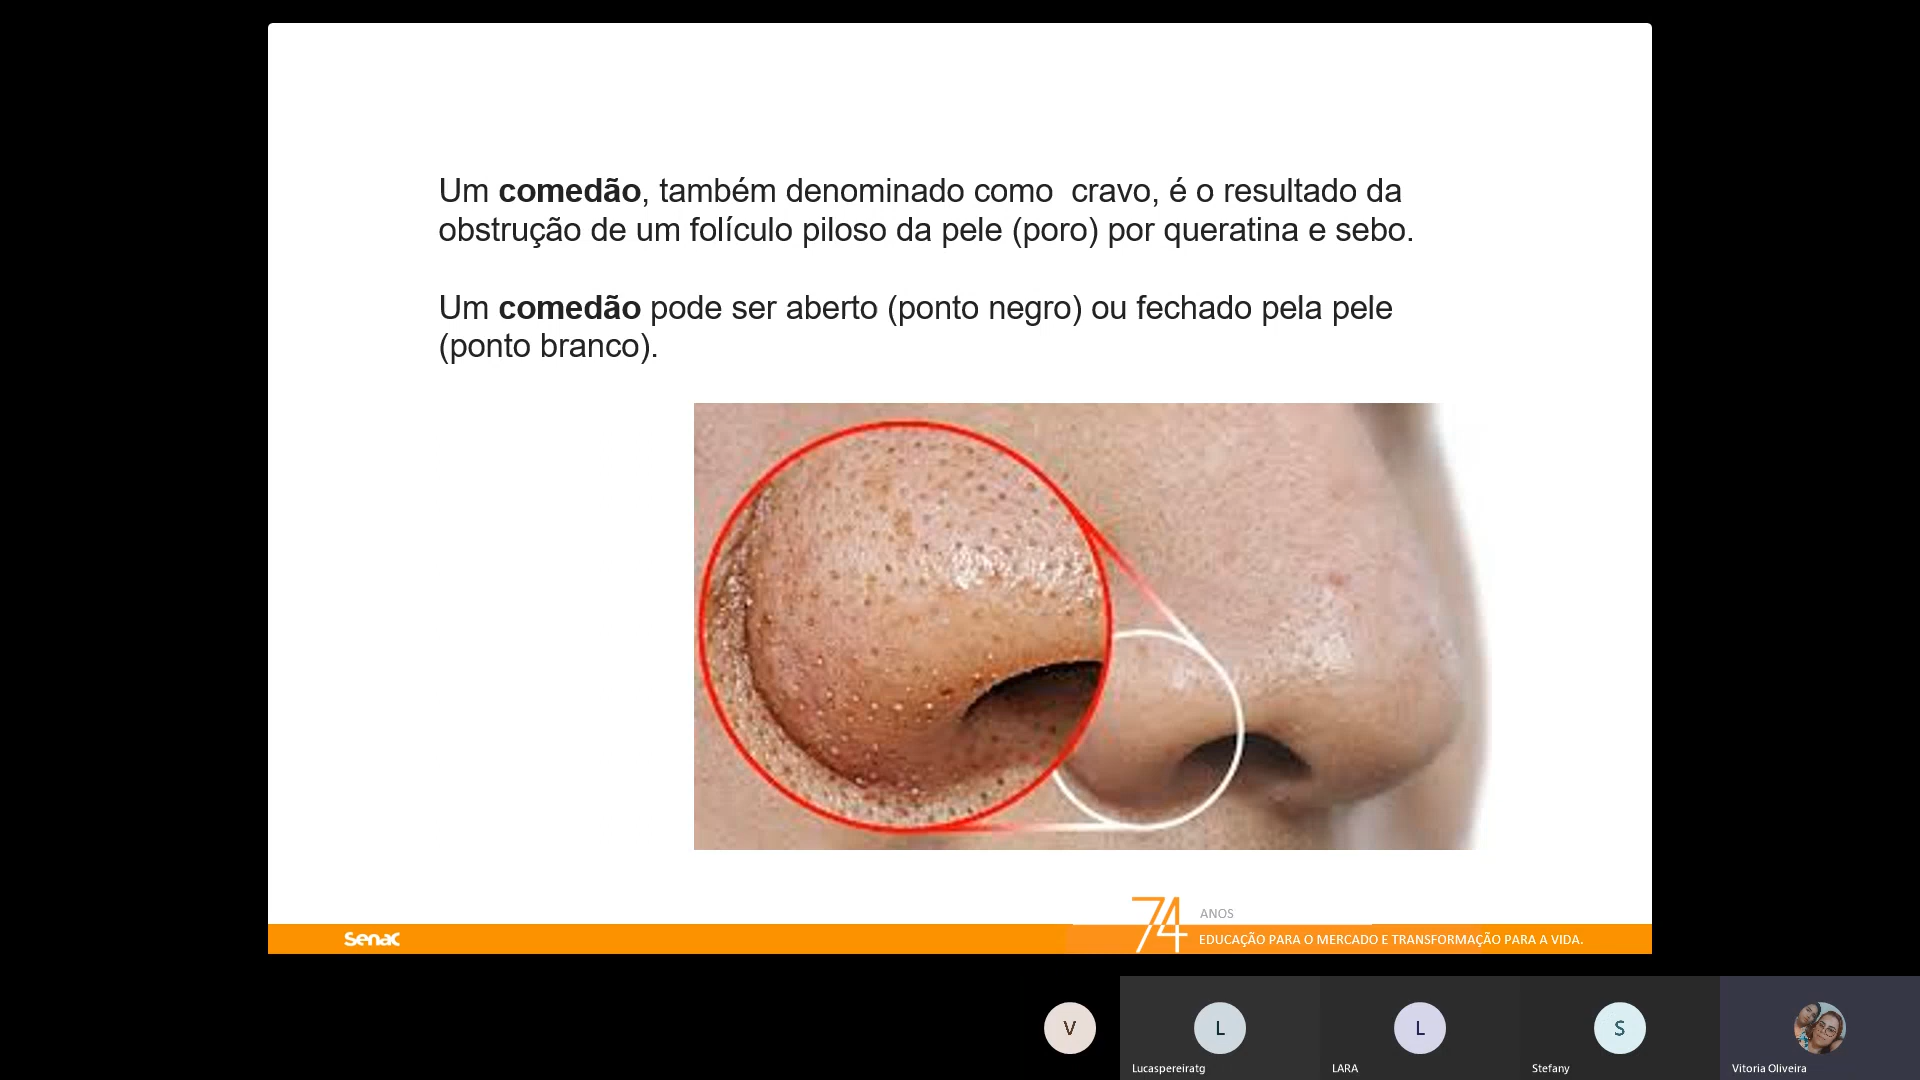 Um comedão, também denominado como  cravo, é o resultado da
obstrução de um folículo piloso da pele (poro) por queratina e sebo.
Um comedão pode ser aberto (ponto negro) ou fechado pela pele
(ponto branco).
74 ANOS
Senac
EDUCAÇÃO PARA O MERCADO E TRANSFORMAÇÃO PARA A VIDA.
V
L
L
S
Lucaspereiratg
LARA
Stefany
Vitoria Oliveira